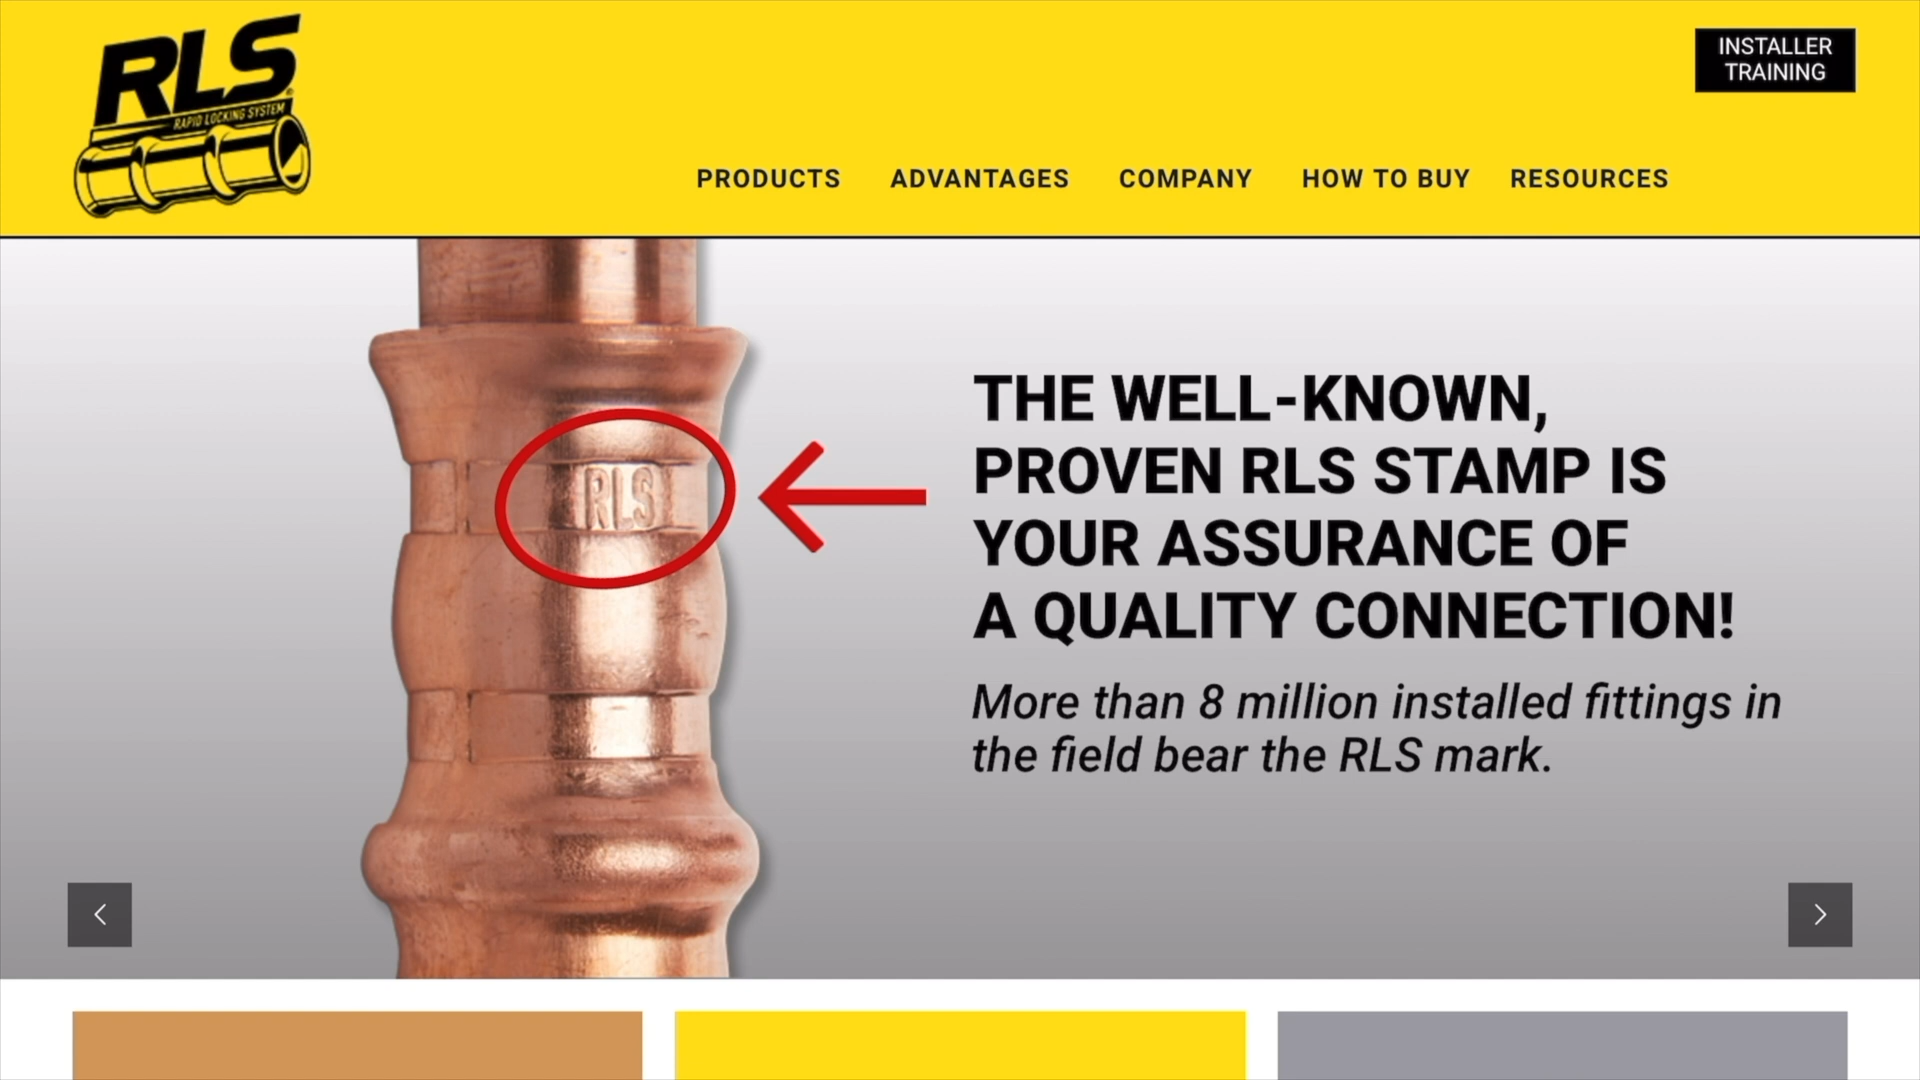 RLS®
RAPID LOCKING SYSTEM
INSTALLER
TRAINING
PRODUCTS ADVANTAGES COMPANY HOW TO BUY RESOURCES
RLS
THE WELL-KNOWN,
PROVEN RLS STAMP IS
YOUR ASSURANCE OF
A QUALITY CONNECTION!
More than 8 million installed fittings in
the field bear the RLS mark.